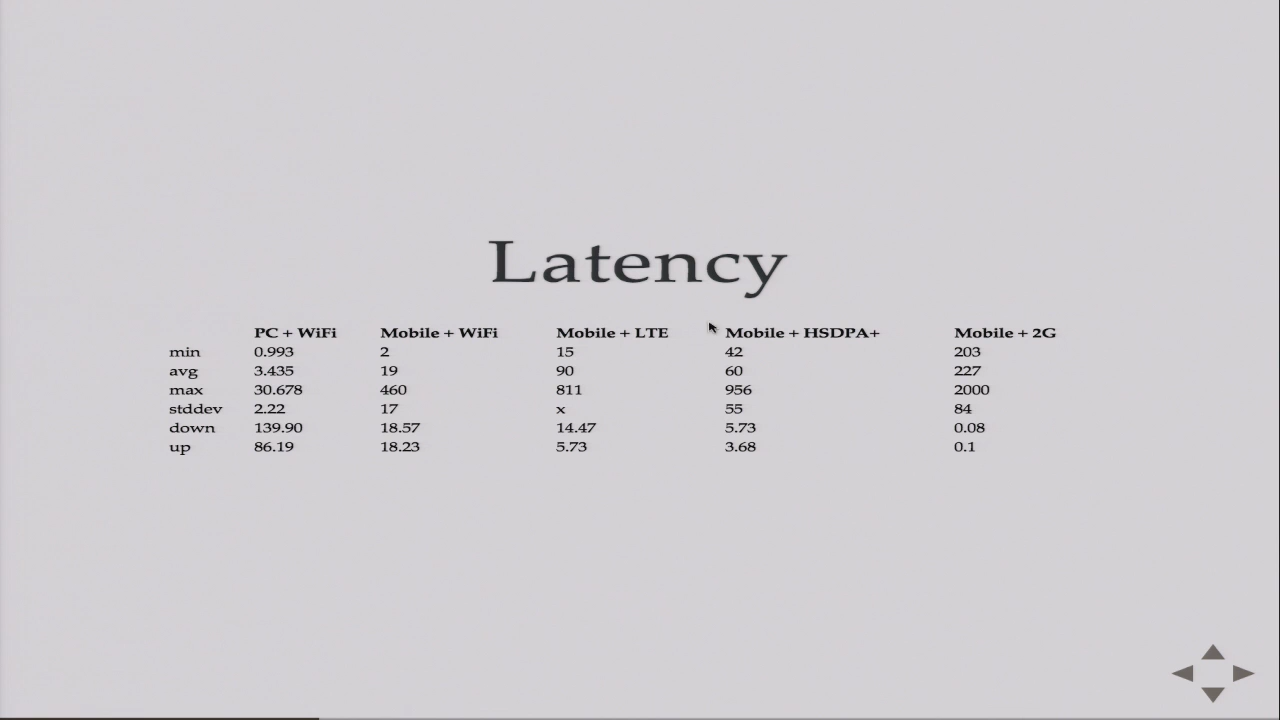 Latency
PC + WiFi Mobile + WiFi Mobile + LTE Mobile + HSDPA+ Mobile + 2G
min 0.993 2 15 42 203
avg 3.435 19 90 60 227
max 30.678 460 811 956 2000
stddev 2.22 17 x 55 84
down 139.90 18.57 14.47 5.73 0.08
up 86.19 18.23 5.73 3.68 0.1